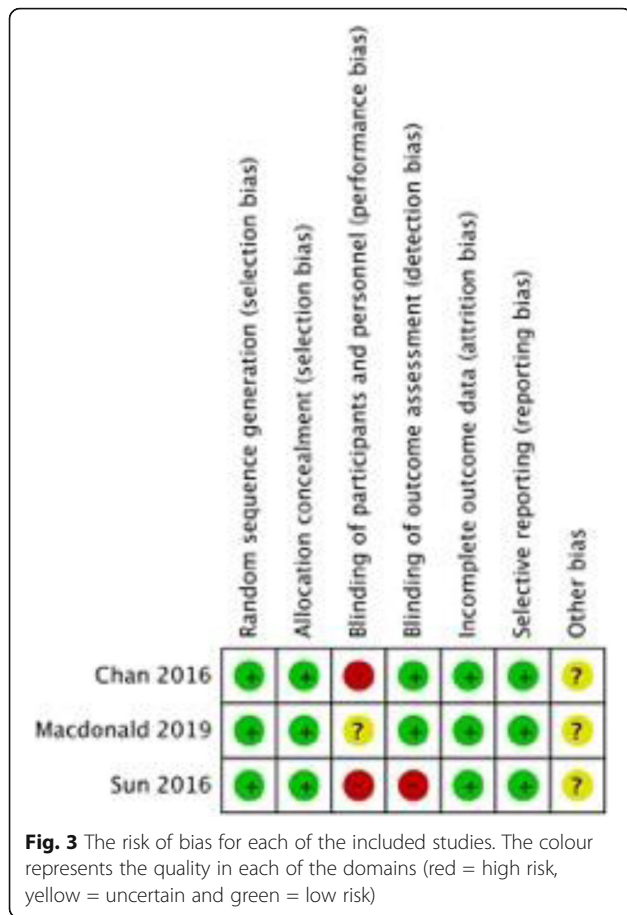 Random sequence generation (selection bias)
Allocation concealment (selection bias)
Blinding of participants and personnel (performance bias)
Blinding of outcome assessment (detection bias)
Incomplete outcome data (attrition bias)
Selective reporting (reporting bias)
Other bias
Chan 2016 + + + + + ?
Macdonald 2019 + + ? + + + ?
Sun 2016 + + - - + + ?
Fig. 3 The risk of bias for each of the included studies. The colour
represents the quality in each of the domains (red = high risk,
yellow = uncertain and green = low risk)